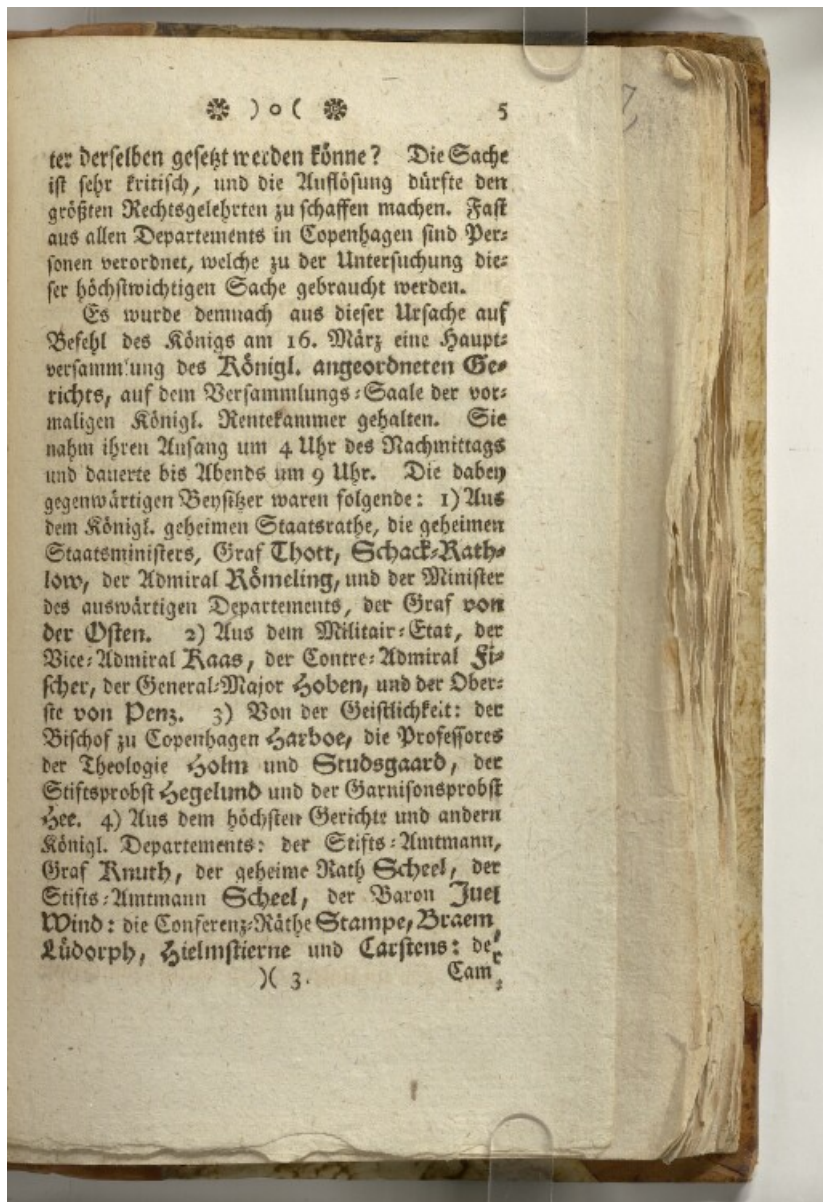 ❋ ) o ( ❋ 5
ter derselben gesetzt werden könne? Die Sache
ist sehr kritisch, und die Auflösung dürfte den
größten Rechtsgelehrten zu schaffen machen. Fast
aus allen Departements in Copenhagen sind Per-
sonen verordnet, welche zu der Untersuchung die-
ser höchstwichtigen Sache gebraucht werden.
Es wurde demnach aus dieser Ursache auf
Befehl des Königs am 16. März eine Haupt-
versammlung des Königl. angeordneten Ge-
richts, auf dem Versammlungs-Saale der vor-
maligen Königl. Rentekammer gehalten. Sie
nahm ihren Anfang um 4 Uhr des Nachmittags
und dauerte bis Abends um 9 Uhr. Die dabey
gegenwärtigen Beysitzer waren folgende: 1) Aus
dem Königl. geheimen Staatsrathe, die geheimen
Staatsministers, Graf Thott, Schack-Rath-
low, der Admiral Römeling, und der Minister
des auswärtigen Departements, der Graf von
der Osten. 2) Aus dem Militair-Etat, der
Vice-Admiral Kaas, der Contre-Admiral Fi-
scher, der General-Major Hoben, und der Ober-
ste von Penz. 3) Von der Geistlichkeit: der
Bischof zu Copenhagen Harboe, die Professores
der Theologie Holm und Studsgaard, der
Stiftsprobst Hegelund und der Garnisonsprobst
Hee. 4) Aus dem höchsten Gerichte und andern
Königl. Departements: der Stifts-Amtmann,
Graf Knuth, der geheime Rath Scheel, der
Stifts-Amtmann Scheel, der Baron Juel
Wind: die Conferenz-Räthe Stampe, Braem,
Lüdorph, Hielmstierne und Carstens: der
)( 3. Cam-